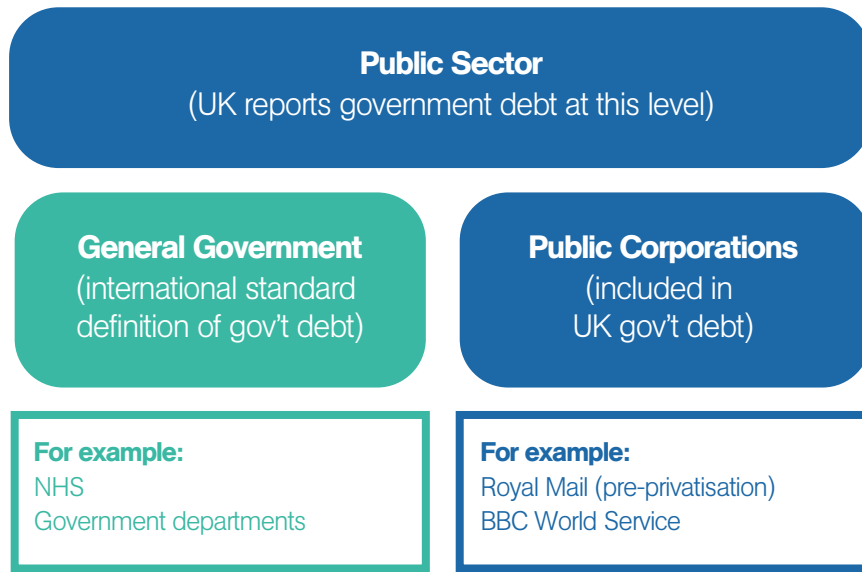 Public Sector
(UK reports government debt at this level)
General Government
(international standard
definition of gov't debt)
Public Corporations
(included in
UK gov't debt)
For example:
NHS
Government departments
For example:
Royal Mail (pre-privatisation)
BBC World Service